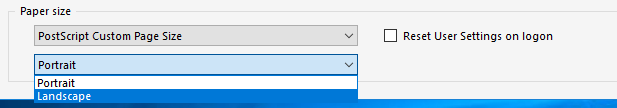 Paper size
PostScript Custom Page Size
Reset User Settings on logon
Portrait
Portrait
Landscape